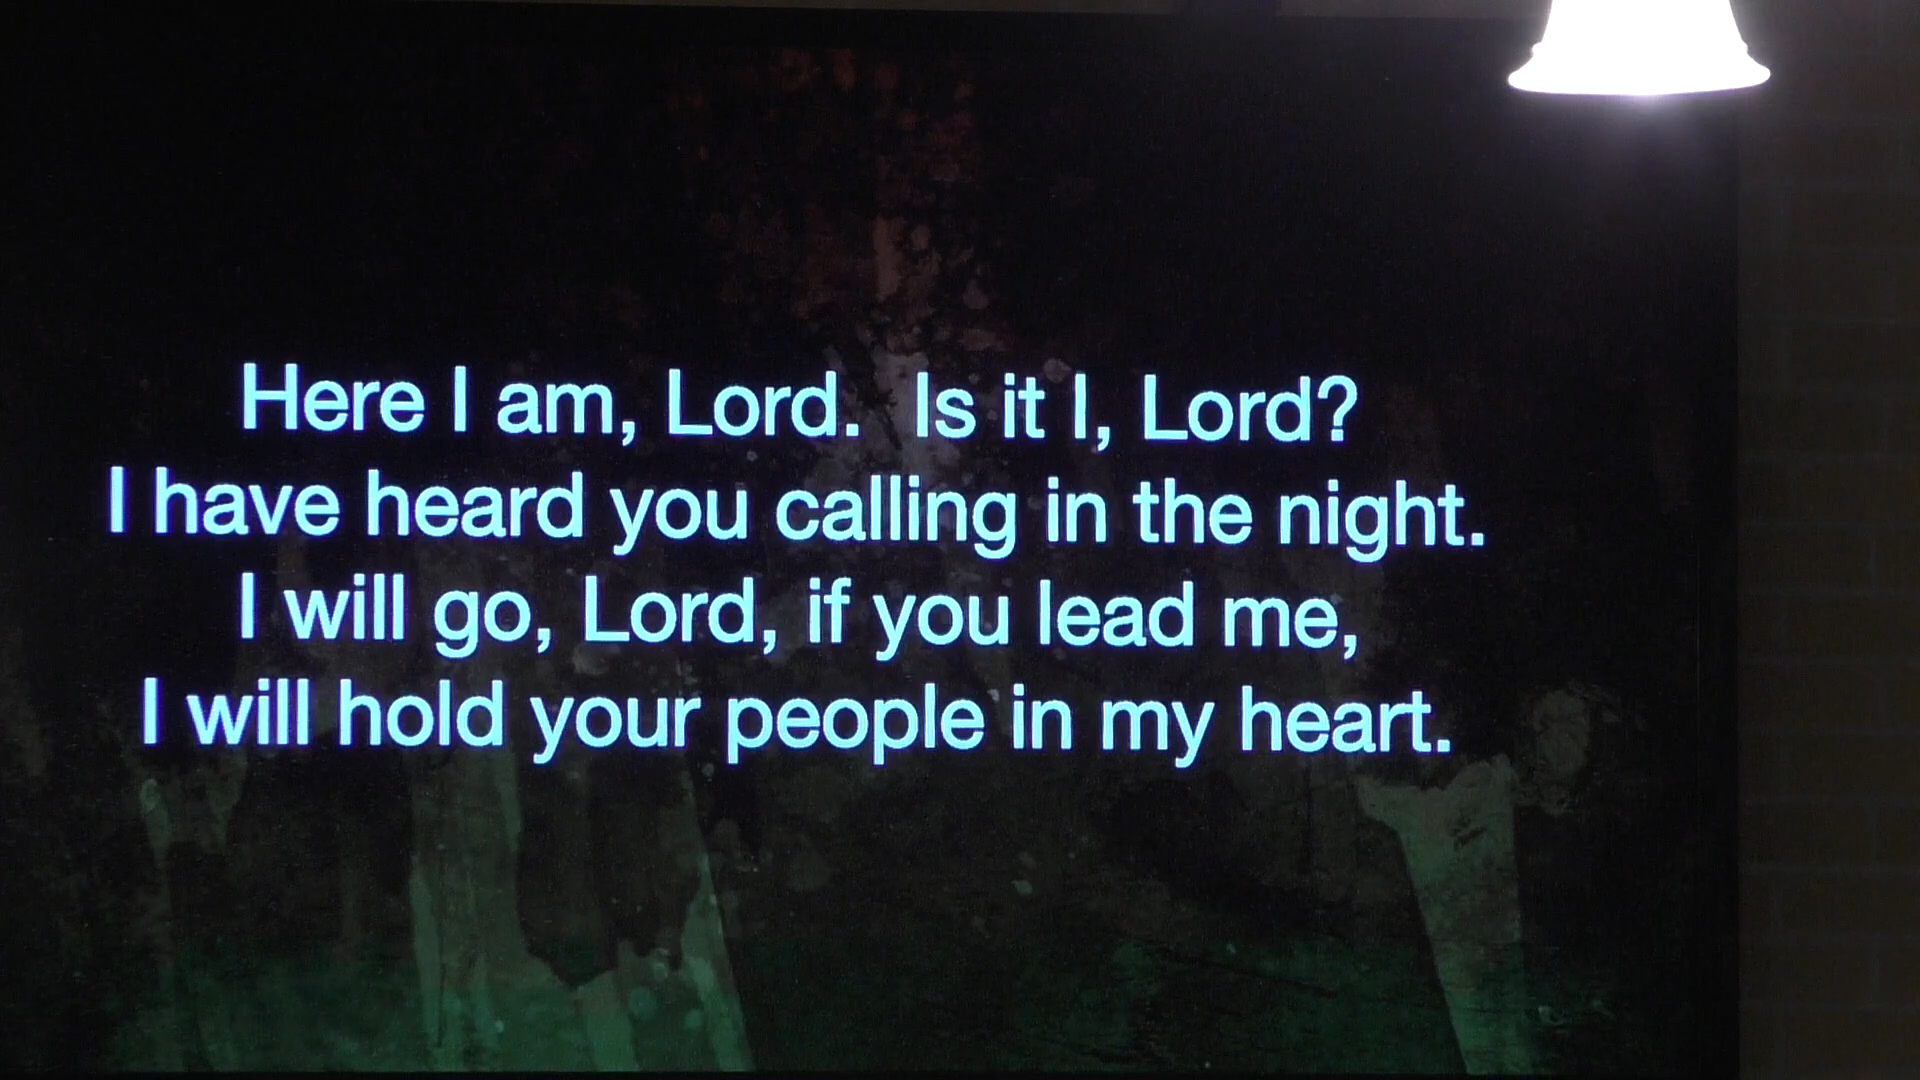 Here I am, Lord. Is it I, Lord?
I have heard you calling in the night.
I will go, Lord, if you lead me,
I will hold your people in my heart.